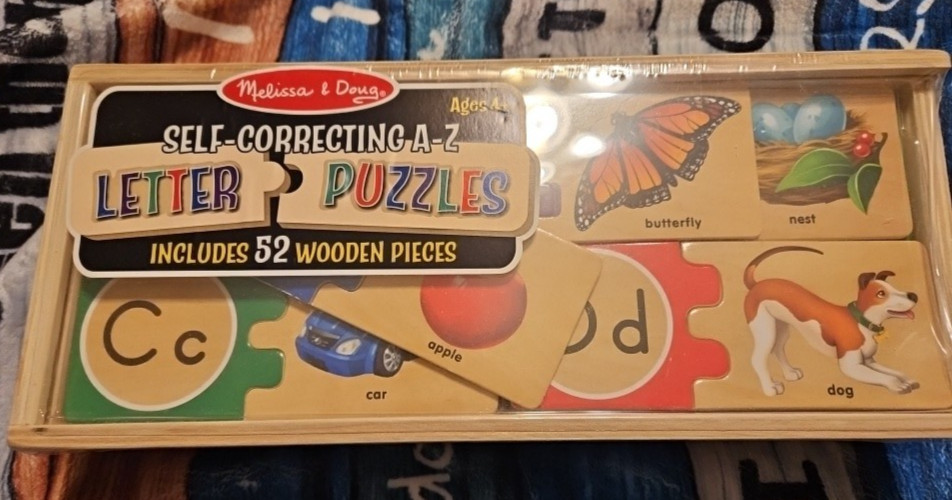 Melissa & Doug®
Ages 4+
SELF-CORRECTING A-Z
LETTER PUZZLES
INCLUDES 52 WOODEN PIECES
butterfly
nest
Cc
car
apple
Dd
dog